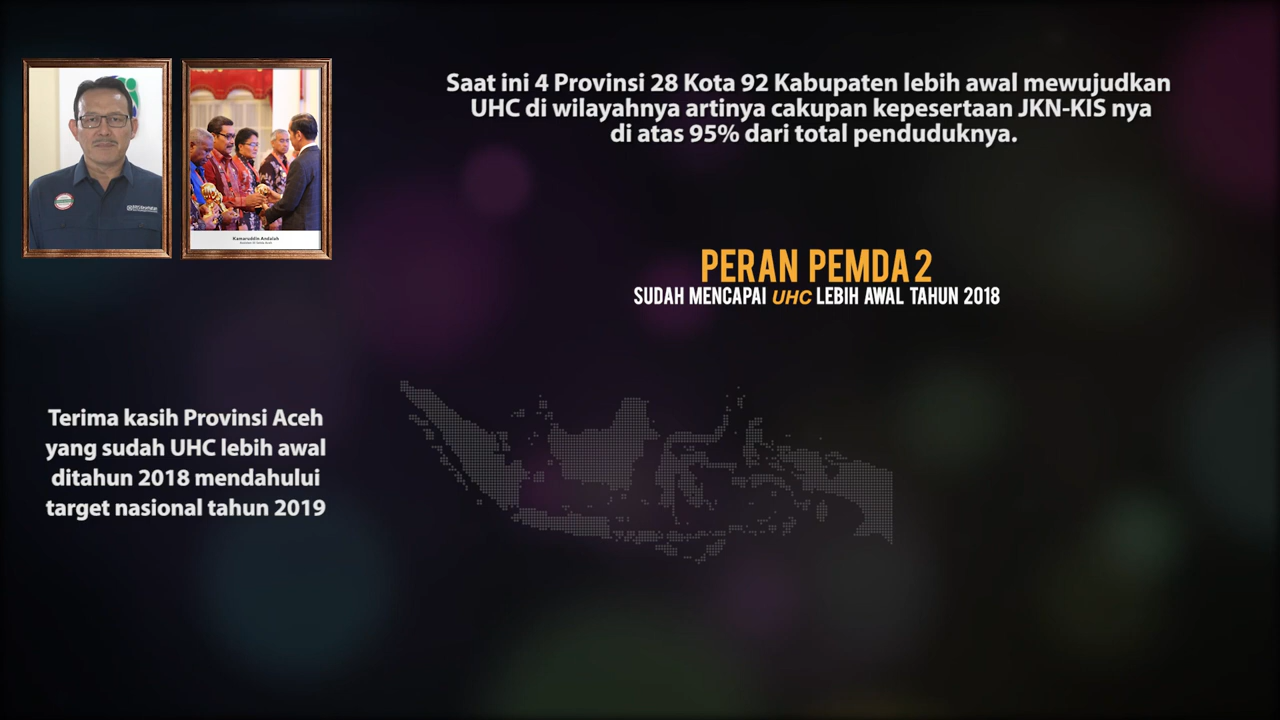 Saat ini 4 Provinsi 28 Kota 92 Kabupaten lebih awal mewujudkan
UHC di wilayahnya artinya cakupan kepesertaan JKN-KIS nya
di atas 95% dari total penduduknya.
Kamaruddin Andalah
PERAN PEMDA 2
SUDAH MENCAPAI UHC LEBIH AWAL TAHUN 2018
Terima kasih Provinsi Aceh
yang sudah UHC lebih awal
ditahun 2018 mendahului
target nasional tahun 2019